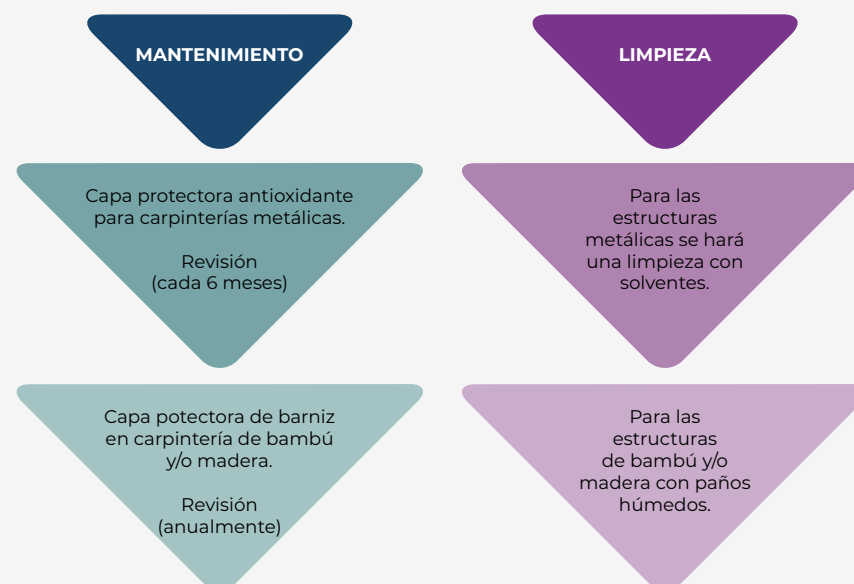 MANTENIMIENTO
Capa protectora antioxidante
para carpinterías metálicas.
Revisión
(cada 6 meses)
Capa potectora de barniz
en carpintería de bambú
y/o madera.
Revisión
(anualmente)
LIMPIEZA
Para las
estructuras
metálicas se hará
una limpieza con
solventes.
Para las
estructuras
de bambú y/o
madera con paños
húmedos.